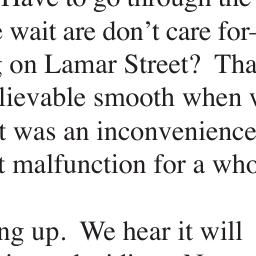 Have to go through the
wait are don't care for-
on Lamar Street? Tha
lievable smooth when
t was an inconvenience
t malfunction for a who
ng up. We hear it will